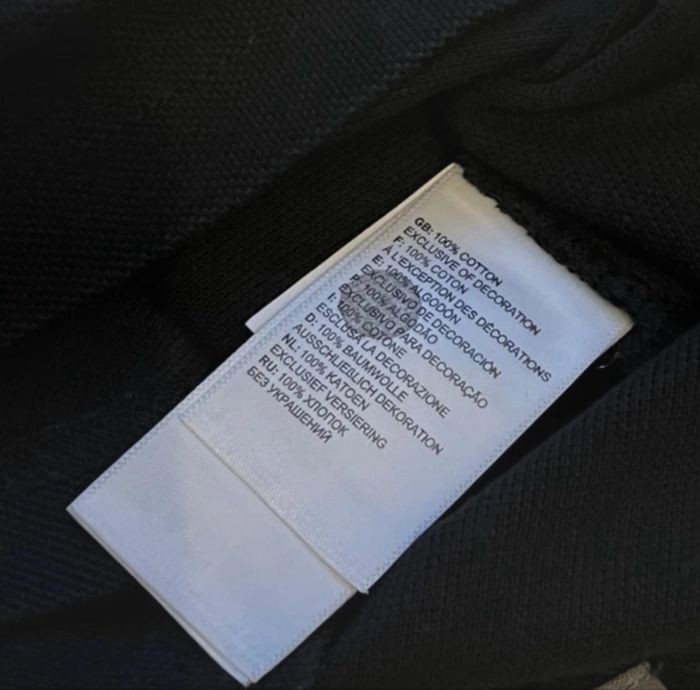 GB: 100% COTTON
EXCLUSIVE OF DECORATION
F: 100% COTON
À L'EXCEPTION DES DÉCORATIONS
E: 100% ALGODÓN
EXCLUSIVO DE DECORACIÓN
P: 100% ALGODÃO
EXCLUSIVO PARA DECORAÇÃO
I: 100% COTONE
ESCLUSA LA DECORAZIONE
D: 100% BAUMWOLLE
AUSSCHLIEßLICH DEKORATION
NL: 100% KATOEN
EXCLUSIEF VERSIERING
RU: 100% ХЛОПОК
БЕЗ УКРАШЕНИЙ